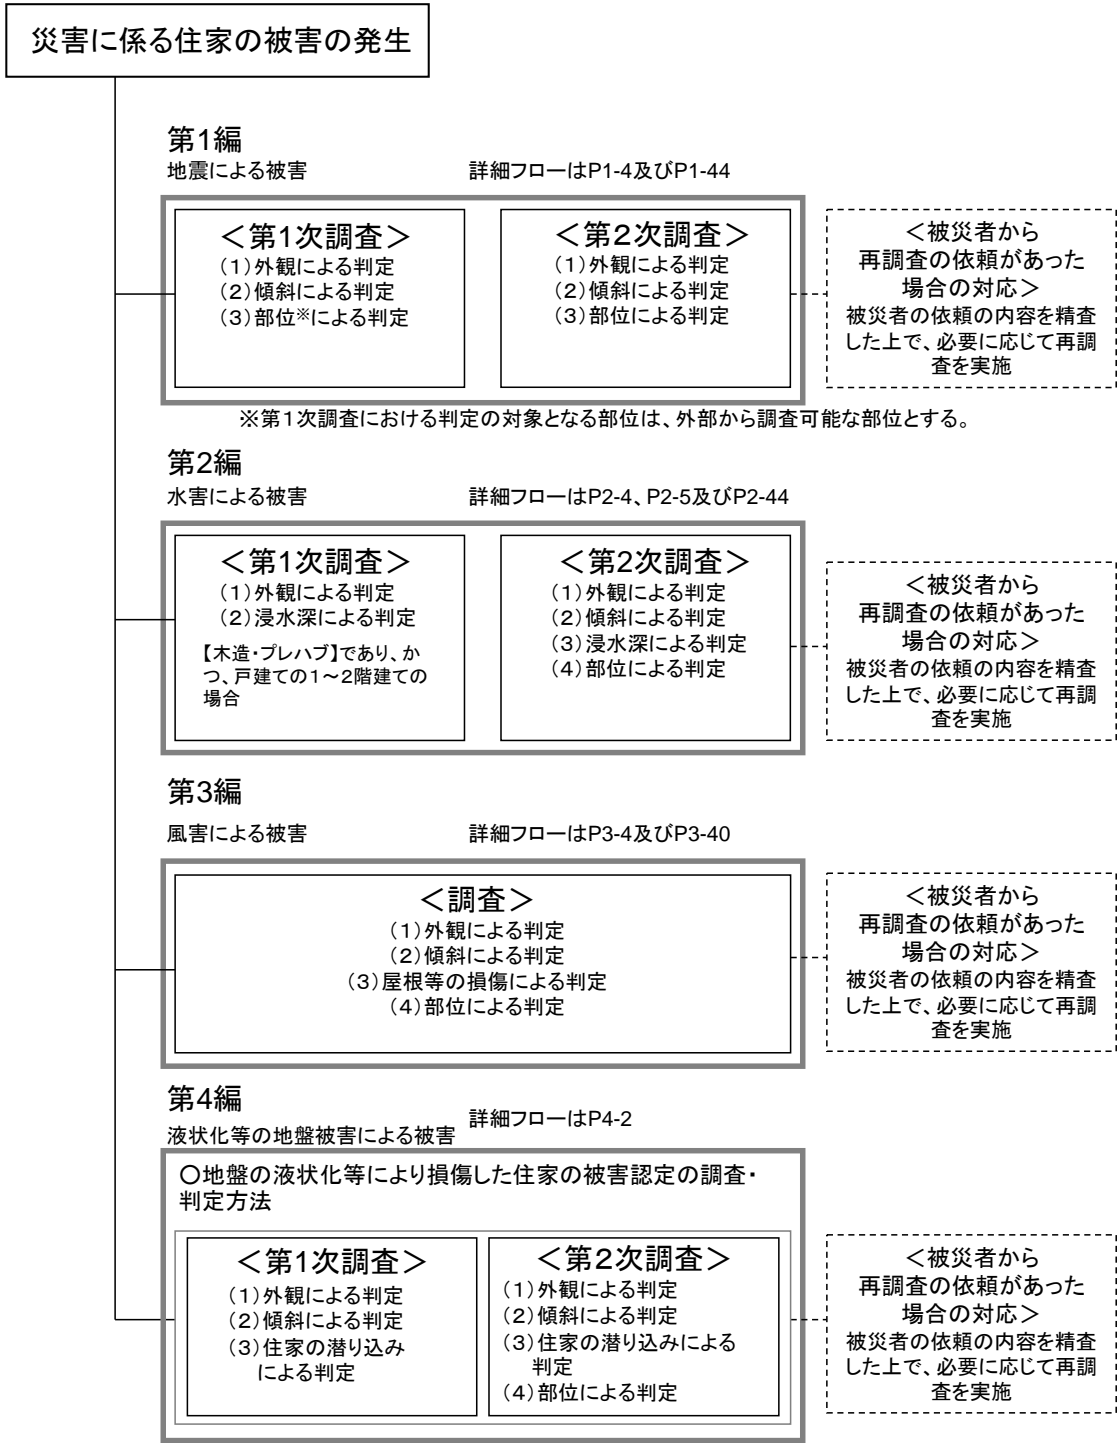 災害に係る住家の被害の発生
第1編
地震による被害
詳細フローはP1-4及びP1-44
＜第1次調査＞
（1）外観による判定
（2）傾斜による判定
（3）部位※による判定
＜第2次調査＞
（1）外観による判定
（2）傾斜による判定
（3）部位による判定
＜被災者から
再調査の依頼があった
場合の対応＞
被災者の依頼の内容を精査
した上で、必要に応じて再調
査を実施
※第1次調査における判定の対象となる部位は、外部から調査可能な部位とする。
第2編
水害による被害
詳細フローはP2-4、P2-5及びP2-44
＜第1次調査＞
（1）外観による判定
（2）浸水深による判定
【木造・プレハブ】であり、か
つ、戸建ての1～2階建ての
場合
＜第2次調査＞
（1）外観による判定
（2）傾斜による判定
（3）浸水深による判定
（4）部位による判定
＜被災者から
再調査の依頼があった
場合の対応＞
被災者の依頼の内容を精査
した上で、必要に応じて再調
査を実施
第3編
風害による被害
詳細フローはP3-4及びP3-40
＜調査＞
（1）外観による判定
（2）傾斜による判定
（3）屋根等の損傷による判定
（4）部位による判定
＜被災者から
再調査の依頼があった
場合の対応＞
被災者の依頼の内容を精査
した上で、必要に応じて再調
査を実施
第4編
液状化等の地盤被害による被害
詳細フローはP4-2
○地盤の液状化等により損傷した住家の被害認定の調査・
判定方法
＜第1次調査＞
（1）外観による判定
（2）傾斜による判定
（3）住家の潜り込み
による判定
＜第2次調査＞
（1）外観による判定
（2）傾斜による判定
（3）住家の潜り込みによる
判定
（4）部位による判定
＜被災者から
再調査の依頼があった
場合の対応＞
被災者の依頼の内容を精査
した上で、必要に応じて再調
査を実施